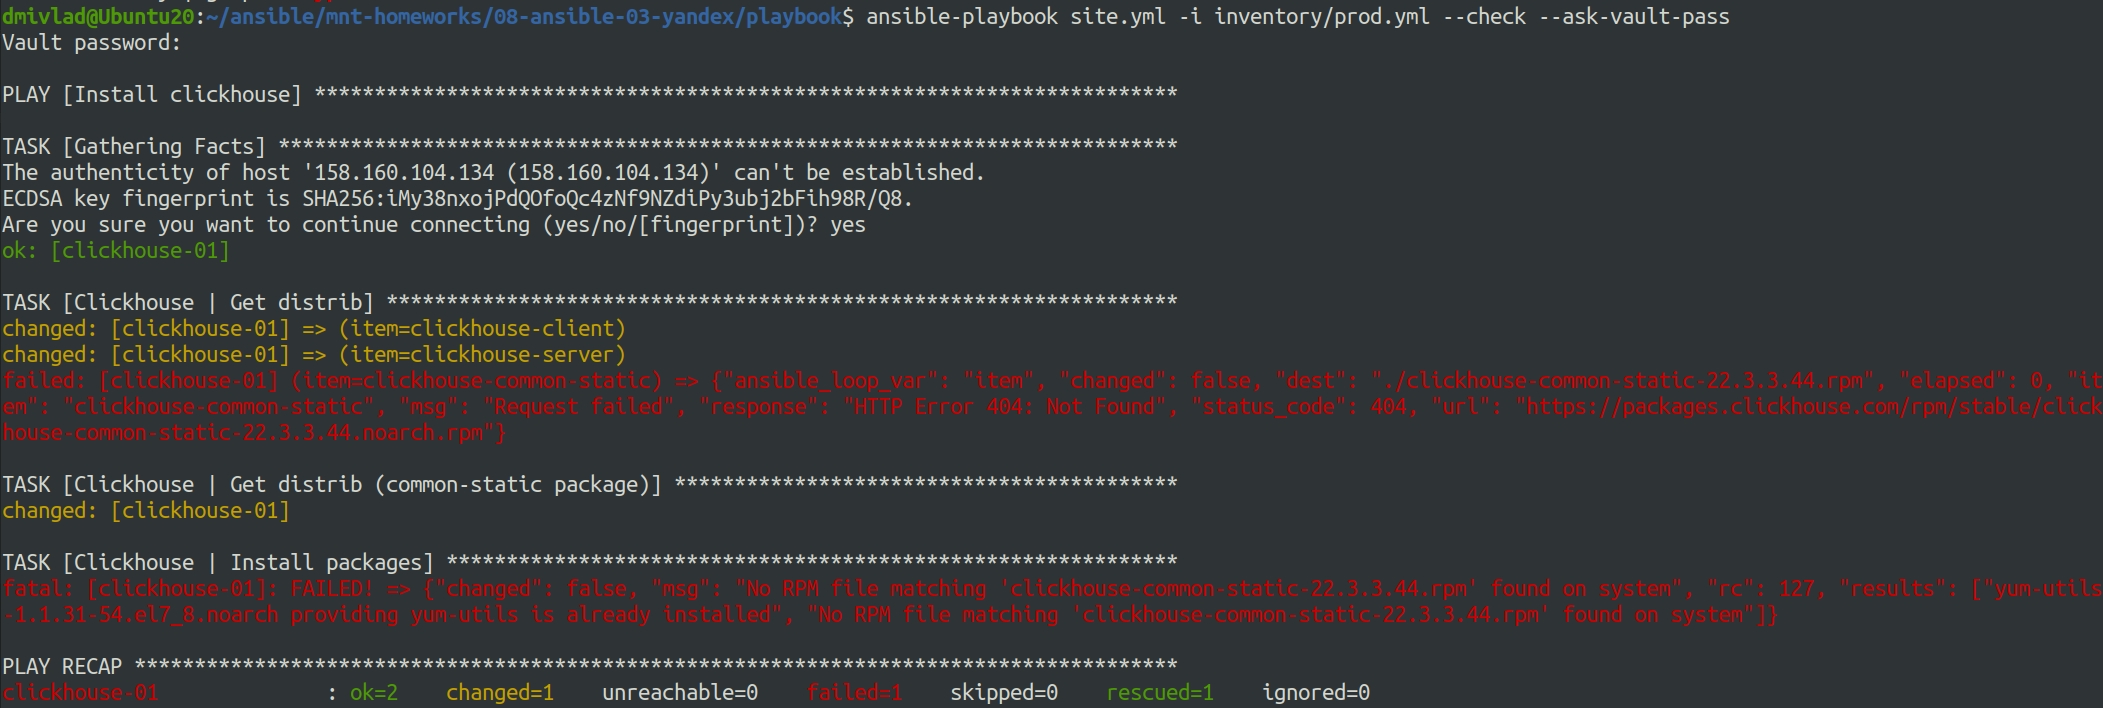 dmivlad@Ubuntu20:~/ansible/mnt-homeworks/08-ansible-03-yandex/playbook$ ansible-playbook site.yml -i inventory/prod.yml --check --ask-vault-pass
Vault password:
PLAY [Install clickhouse] ************************************************************************
TASK [Gathering Facts] ***************************************************************************
The authenticity of host '158.160.104.134 (158.160.104.134)' can't be established.
ECDSA key fingerprint is SHA256:iMy38nxojPdQOfoQc4zNf9NZdiPy3ubj2bFih98R/Q8.
Are you sure you want to continue connecting (yes/no/[fingerprint])? yes
ok: [clickhouse-01]
TASK [Clickhouse | Get distrib] ******************************************************************
changed: [clickhouse-01] => (item=clickhouse-client)
changed: [clickhouse-01] => (item=clickhouse-server)
failed: [clickhouse-01] (item=clickhouse-common-static) => {"ansible_loop_var": "item", "changed": false, "dest": "./clickhouse-common-static-22.3.3.44.rpm", "elapsed": 0, "it
em": "clickhouse-common-static", "msg": "Request failed", "response": "HTTP Error 404: Not Found", "status_code": 404, "url": "https://packages.clickhouse.com/rpm/stable/click
house-common-static-22.3.3.44.noarch.rpm"}
TASK [Clickhouse | Get distrib (common-static package)] ******************************************
changed: [clickhouse-01]
TASK [Clickhouse | Install packages] *************************************************************
fatal: [clickhouse-01]: FAILED! => {"changed": false, "msg": "No RPM file matching 'clickhouse-common-static-22.3.3.44.rpm' found on system", "rc": 127, "results": ["yum-utils
-1.1.31-54.el7_8.noarch providing yum-utils is already installed", "No RPM file matching 'clickhouse-common-static-22.3.3.44.rpm' found on system"]}
PLAY RECAP ***************************************************************************************
clickhouse-01 : ok=2 changed=1 unreachable=0 failed=1 skipped=0 rescued=1 ignored=0